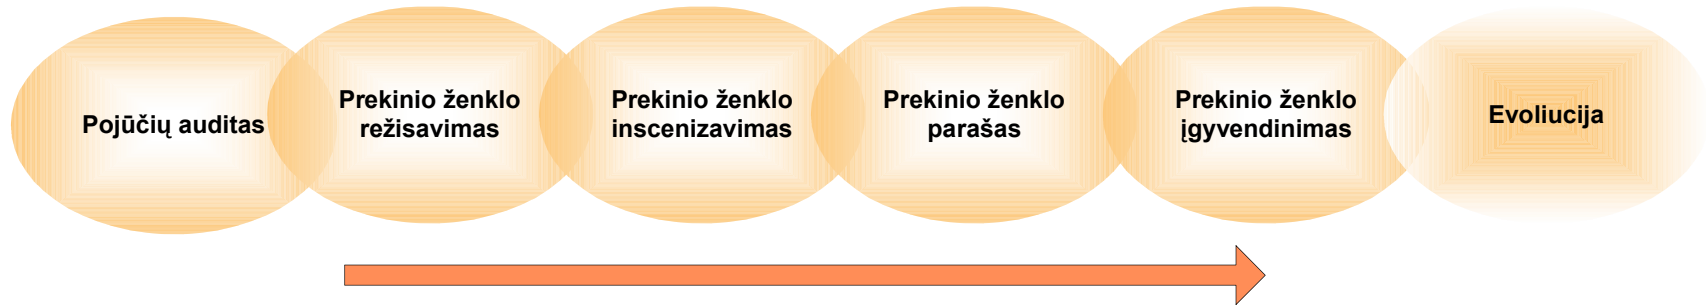 Pojūčių auditas
Prekinio ženklo
režisavimas
Prekinio ženklo
inscenizavimas
Prekinio ženklo
parašas
Prekinio ženklo
įgyvendinimas
Evoliucija